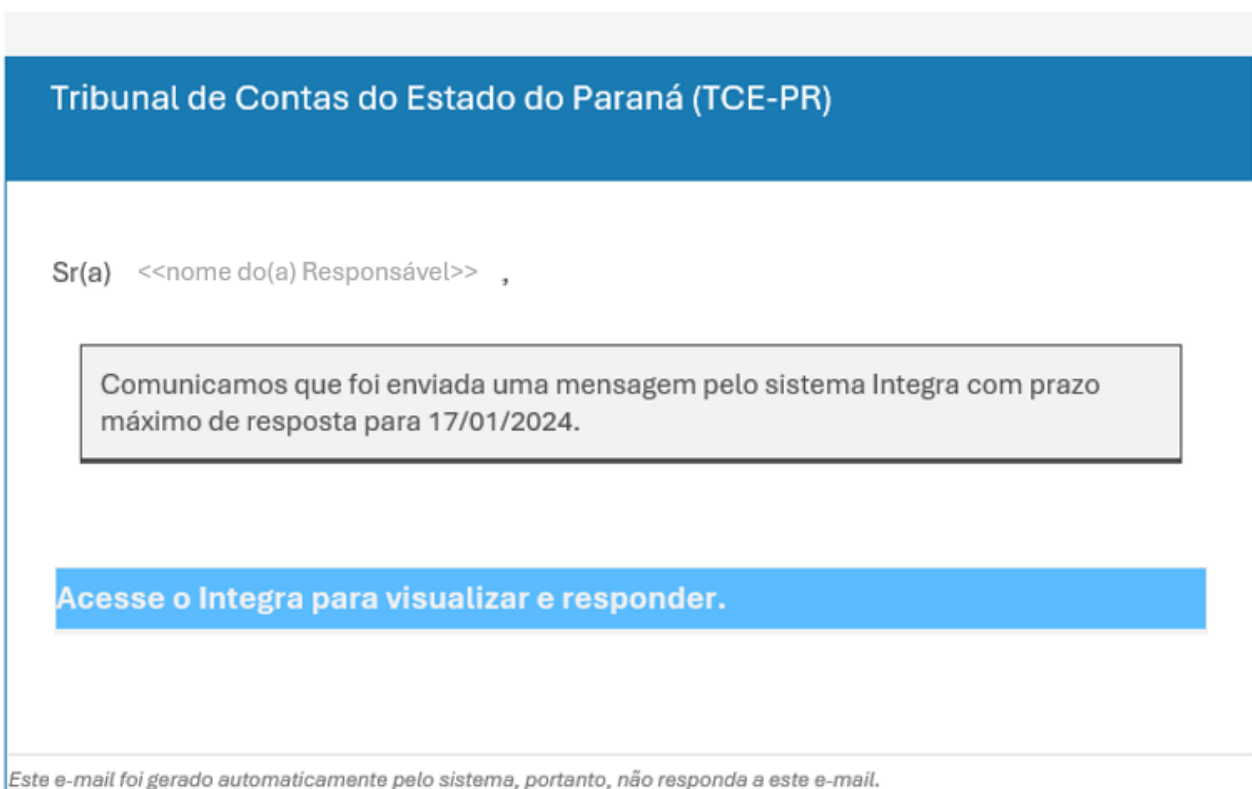 Tribunal de Contas do Estado do Paraná (TCE-PR)
Sr(a) <<nome do(a) Responsável>> ,
Comunicamos que foi enviada uma mensagem pelo sistema Integra com prazo
máximo de resposta para 17/01/2024.
Acesse o Integra para visualizar e responder.
Este e-mail foi gerado automaticamente pelo sistema, portanto, não responda a este e-mail.